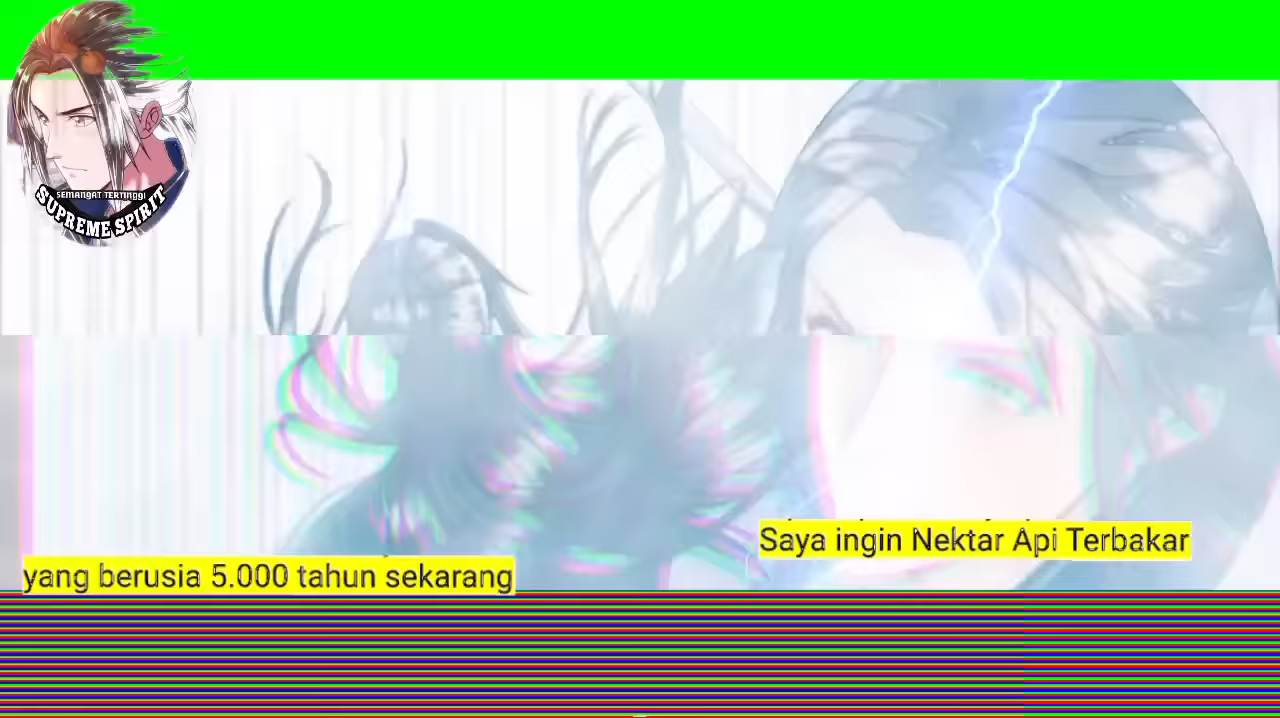 SEMANGAT TERTINGGI
SUPREME SPIRIT
Saya ingin Nektar Api Terbakar
yang berusia 5.000 tahun sekarang